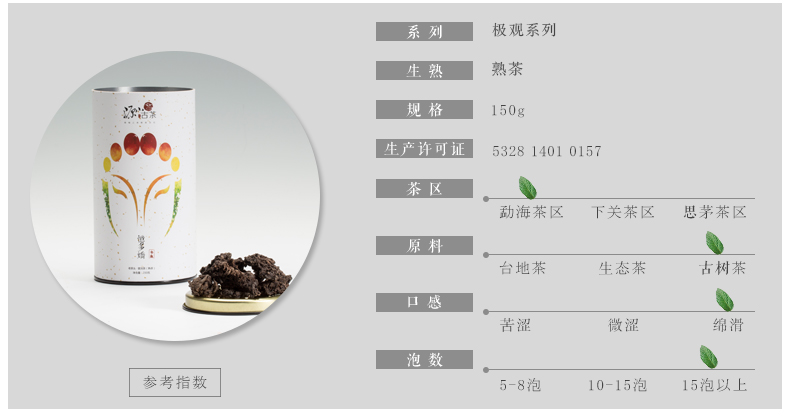 系列 极观系列
生熟 熟茶
规格 150g
生产许可证 5328 1401 0157
茶区
勐海茶区 下关茶区 思茅茶区
原料
台地茶 生态茶 古树茶
口感
苦涩 微涩 绵滑
泡数
5-8泡 10-15泡 15泡以上
古茶
参考指数